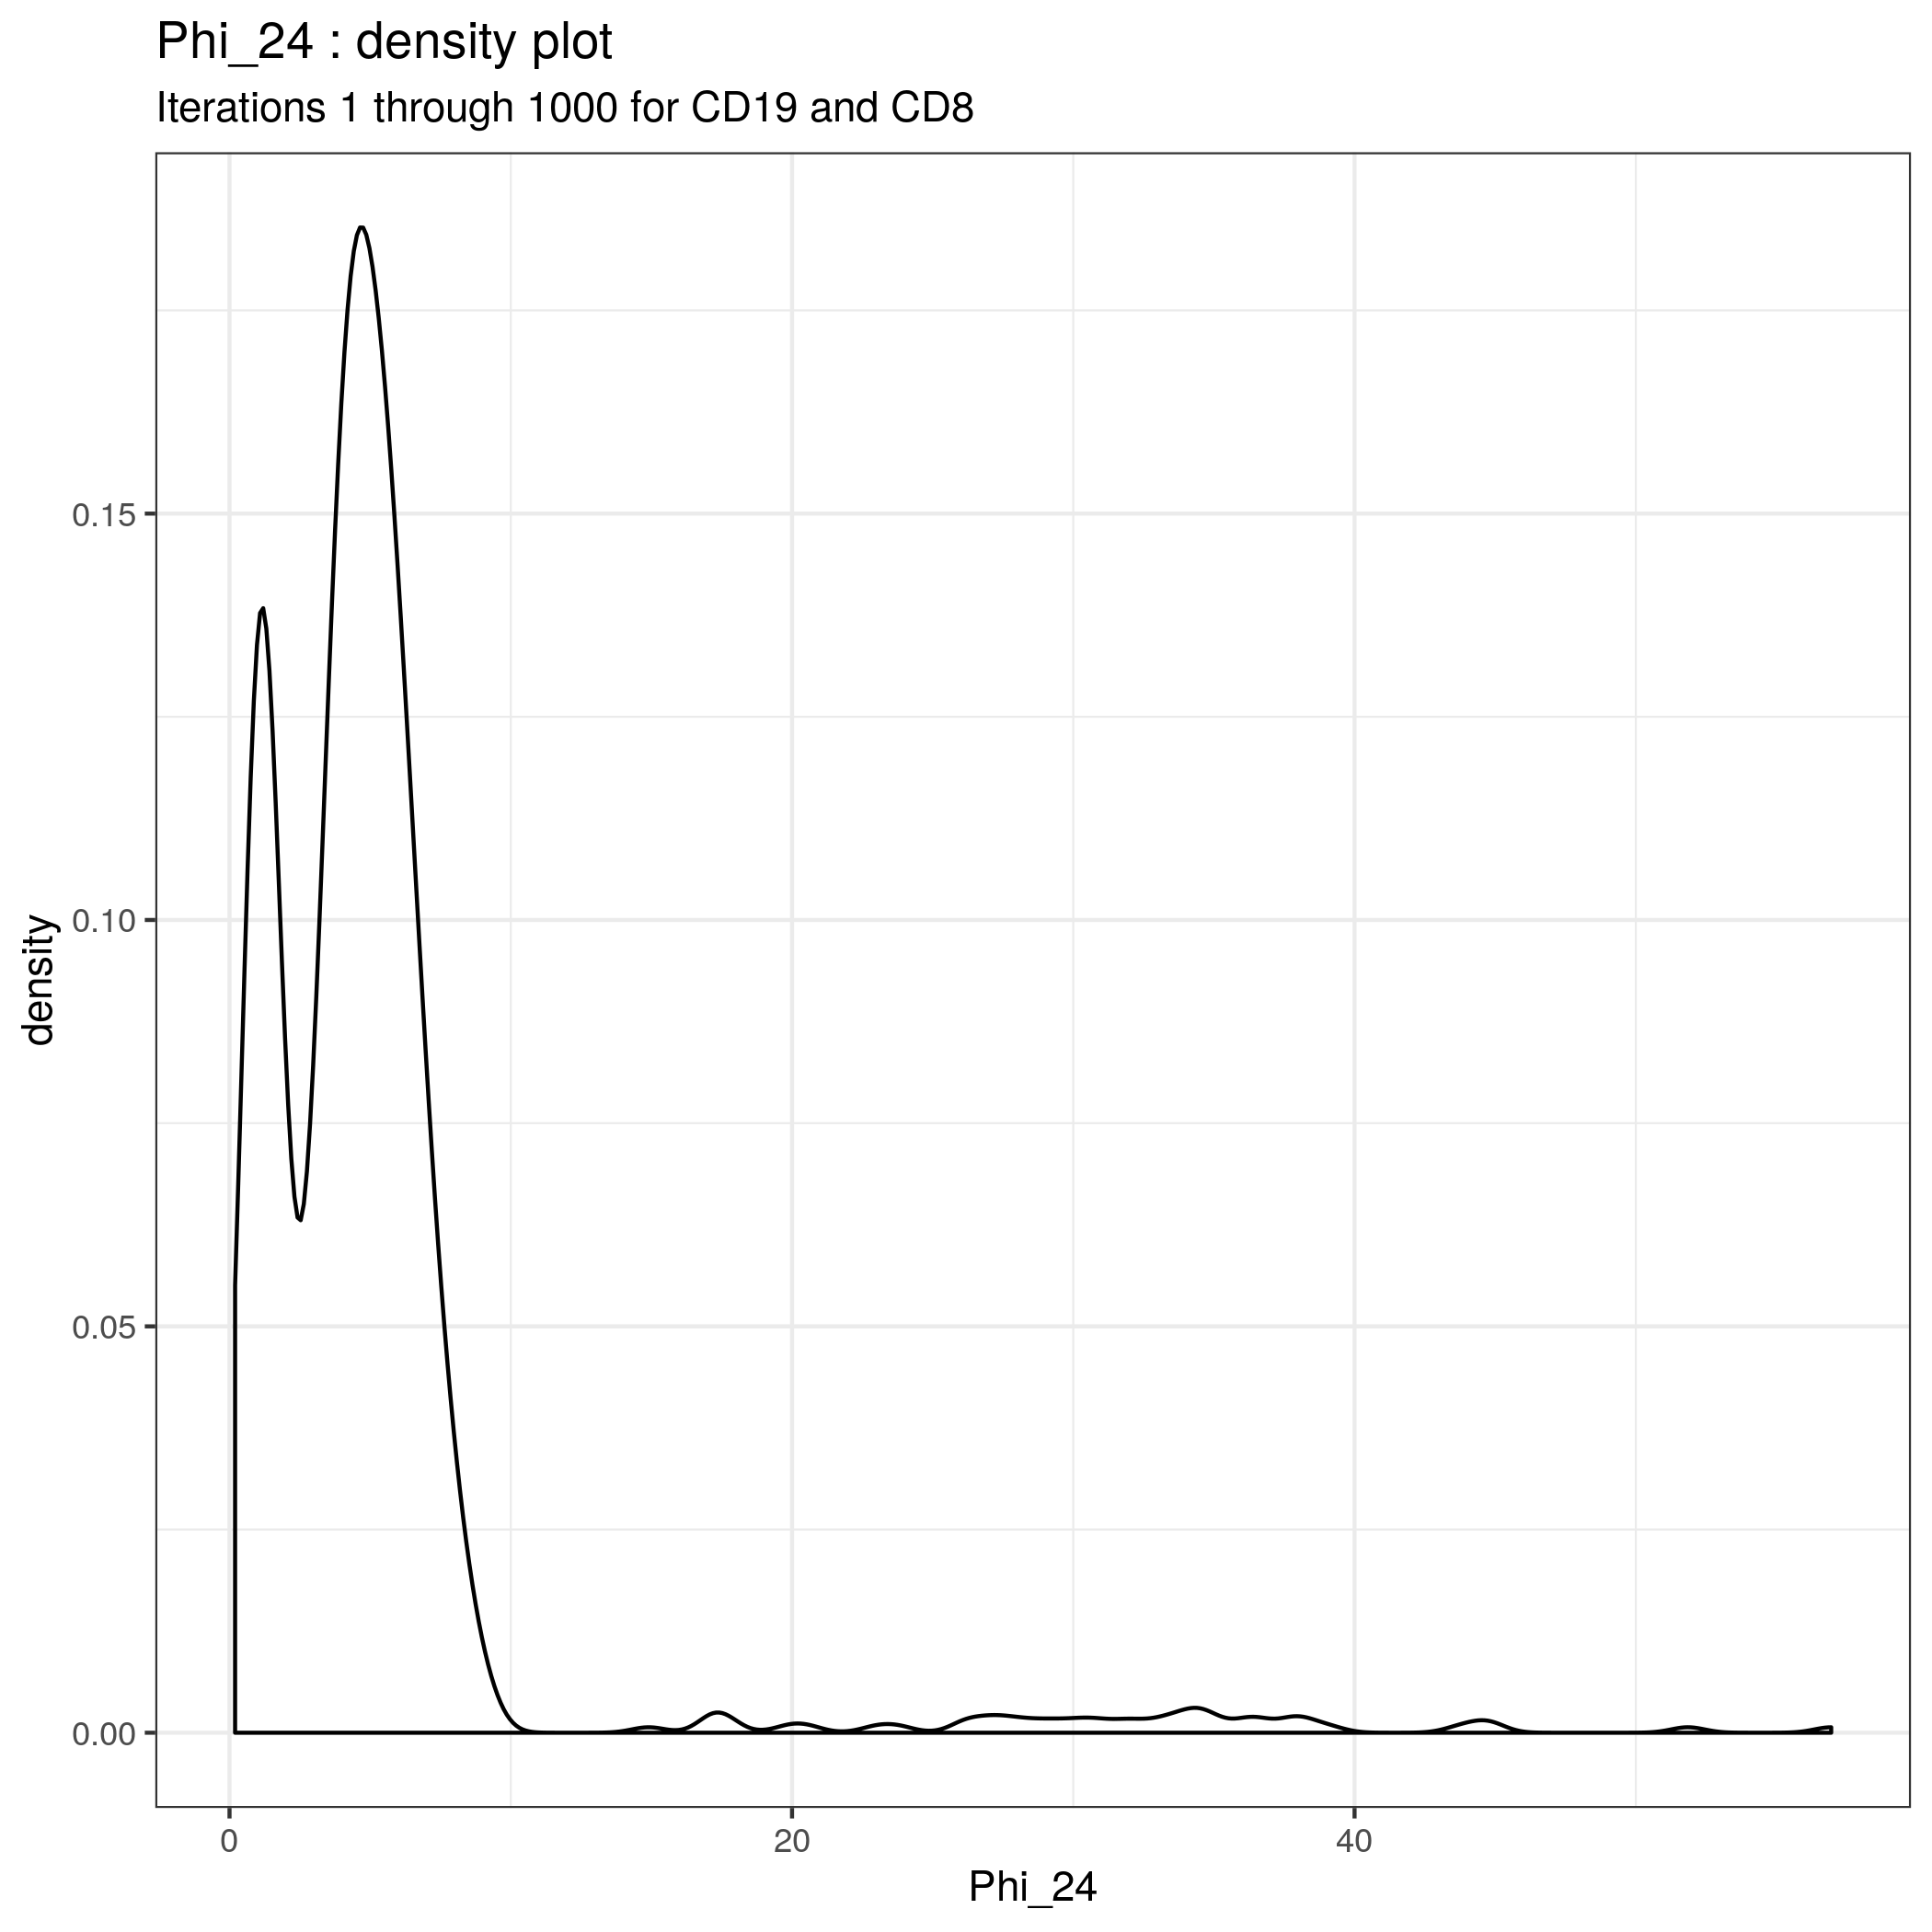 Phi_24 : density plot
Iterations 1 through 1000 for CD19 and CD8
density
0.15
0.10
0.05
0.00
0
20
40
Phi_24